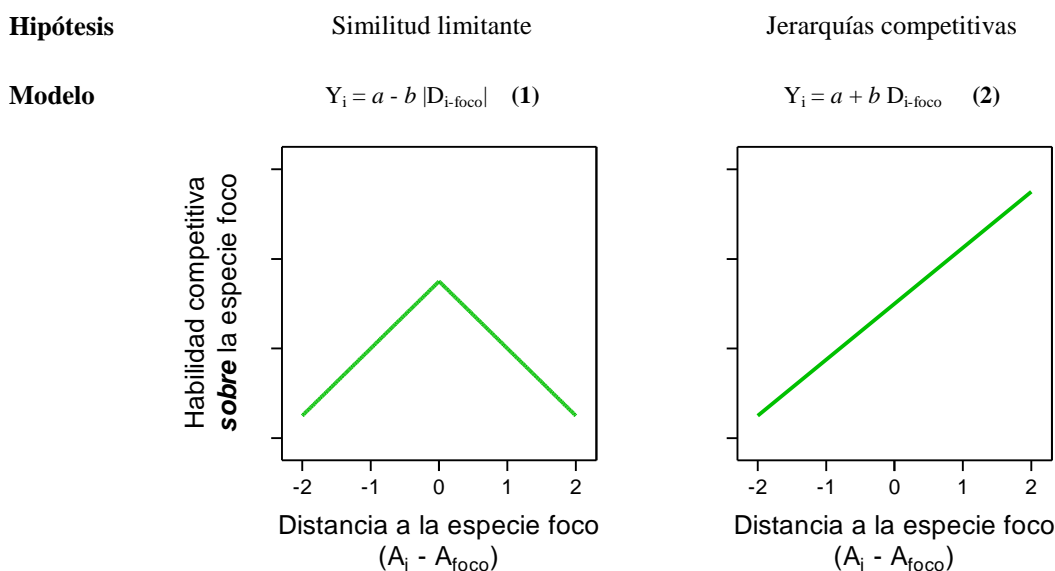 Hipótesis Similitud limitante Jerarquías competitivas
Modelo Yi = a - b |Di-foco| (1) Yi = a + b Di-foco (2)
Habilidad competitiva
sobre la especie foco
-2 -1 0 1 2
Distancia a la especie foco
(Ai - Afoco)
-2 -1 0 1 2
Distancia a la especie foco
(Ai - Afoco)